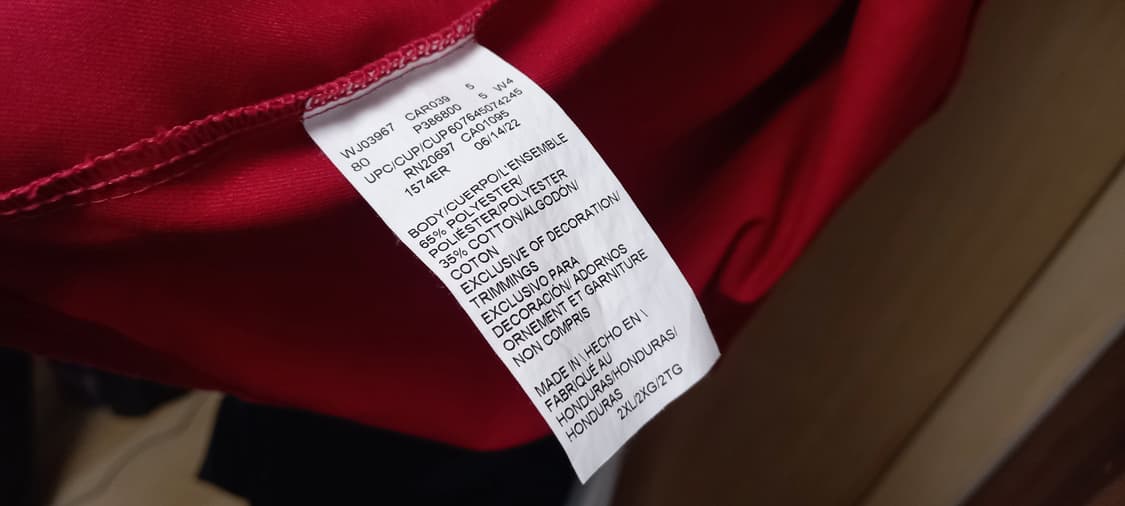 WJ03967 CAR039 5
80 P386800 5 W4
UPC/CUP/CUP607645074245
RN20697 CA01095
1574ER 06/14/22
BODY/CUERPO/L'ENSEMBLE
65% POLYESTER/
POLIÉSTER/POLYESTER
35% COTTON/ALGODÓN/
COTON
EXCLUSIVE OF DECORATION/
TRIMMINGS
EXCLUSIVO PARA
DECORACIÓN/ ADORNOS
ORNEMENT ET GARNITURE
NON COMPRIS
MADE IN \ HECHO EN \
FABRIQUÉ AU
HONDURAS/HONDURAS/
HONDURAS
2XL/2XG/2TG